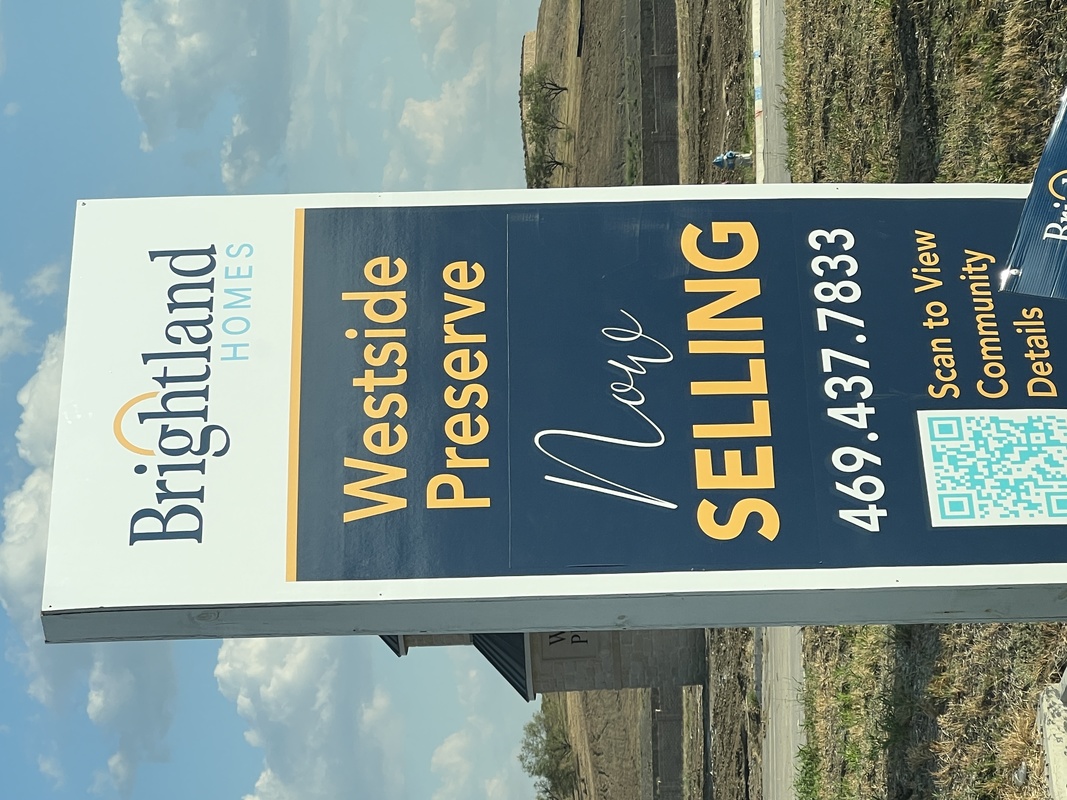 Brightland
HOMES
Westside
Preserve
Now
SELLING
469.437.7833
Scan to View
Community
Details